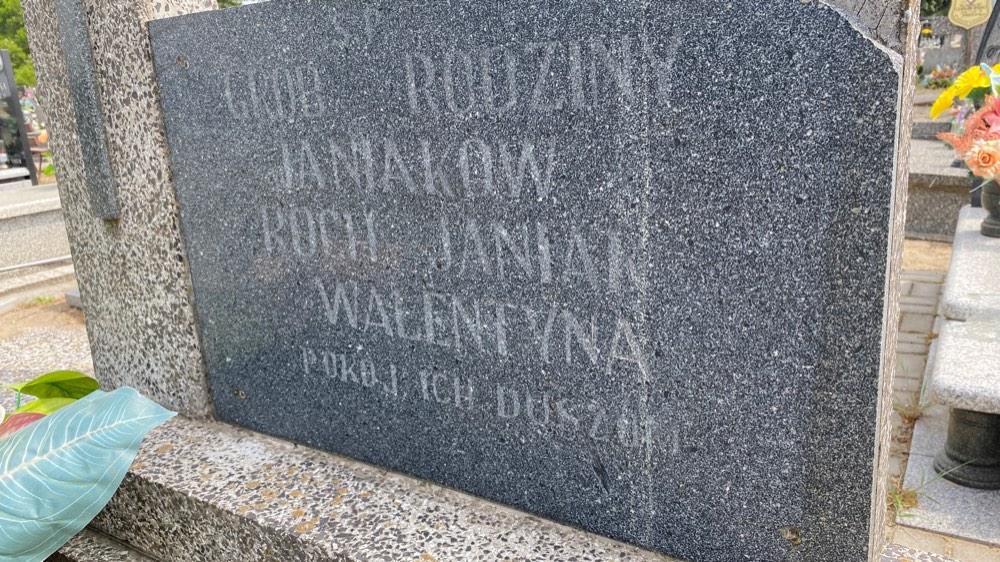 Ś P
GRÓB RODZINY
JANIAKÓW
ROCH JANIAK
WALENTYNA
POKÓJ ICH DUSZOM